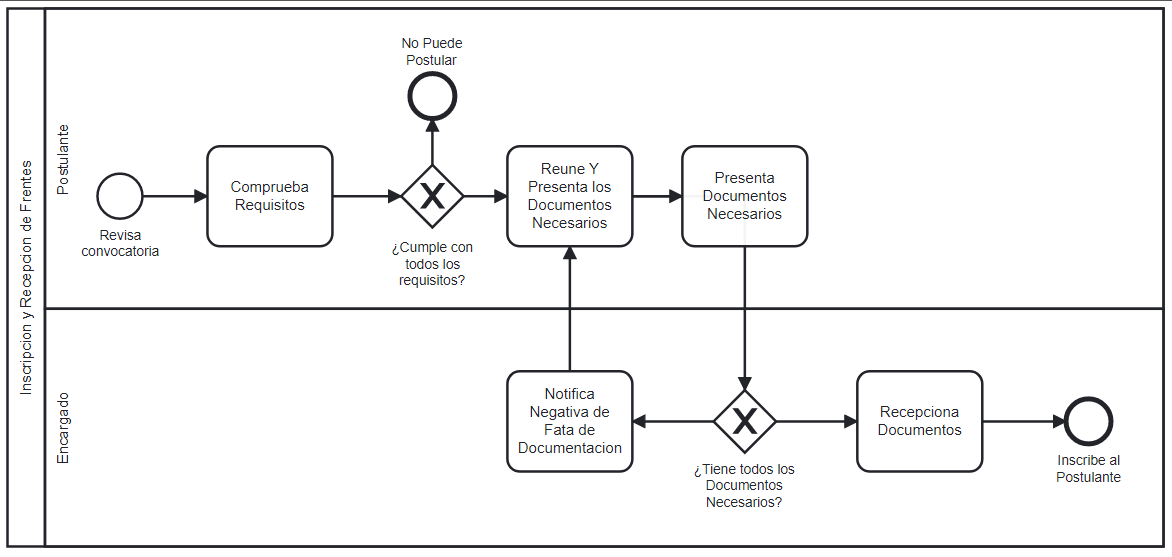 Inscripcion y Recepcion de Frentes
Postulante
Revisa
convocatoria
Comprueba
Requisitos
No Puede
Postular
¿Cumple con
todos los
requisitos?
Reune Y
Presenta los
Documentos
Necesarios
Presenta
Documentos
Necesarios
Encargado
Notifica
Negativa de
Fata de
Documentacion
¿Tiene todos los
Documentos
Necesarios?
Recepciona
Documentos
Inscribe al
Postulante